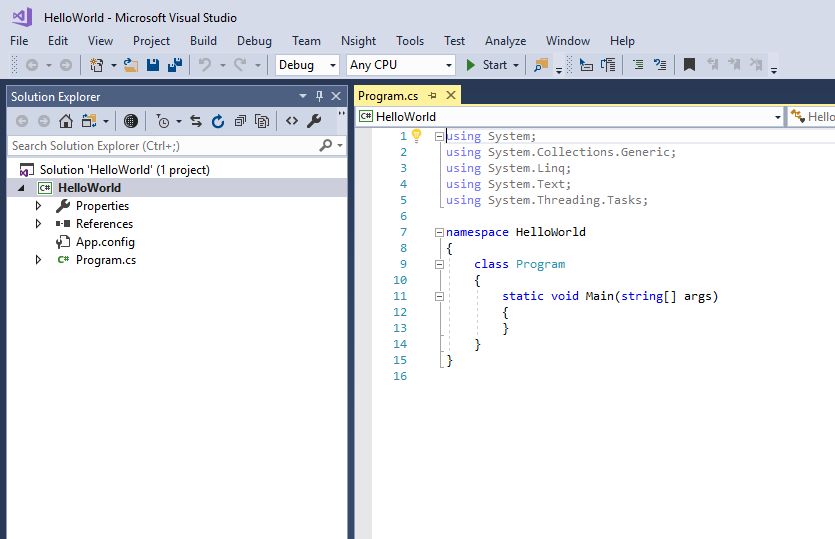 HelloWorld - Microsoft Visual Studio
File Edit View Project Build Debug Team Nsight Tools Test Analyze Window Help
Debug Any CPU Start
Solution Explorer
Search Solution Explorer (Ctrl+;)
Solution 'HelloWorld' (1 project)
C# HelloWorld
Properties
References
App.config
C# Program.cs
Program.cs
C# HelloWorld Hello
1 using System;
2 using System.Collections.Generic;
3 using System.Linq;
4 using System.Text;
5 using System.Threading.Tasks;
6
7 namespace HelloWorld
8 {
9 class Program
10 {
11 static void Main(string[] args)
12 {
13 }
14 }
15 }
16